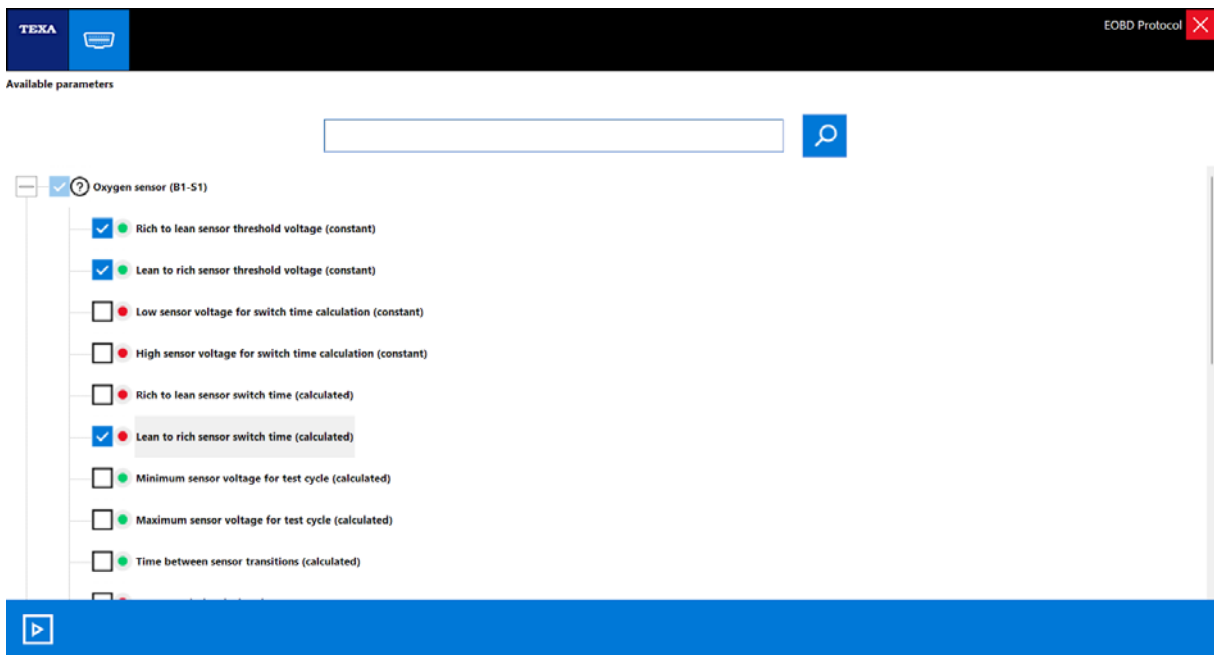 TEXA
EOBD Protocol
Available parameters
Oxygen sensor (B1-S1)
Rich to lean sensor threshold voltage (constant)
Lean to rich sensor threshold voltage (constant)
Low sensor voltage for switch time calculation (constant)
High sensor voltage for switch time calculation (constant)
Rich to lean sensor switch time (calculated)
Lean to rich sensor switch time (calculated)
Minimum sensor voltage for test cycle (calculated)
Maximum sensor voltage for test cycle (calculated)
Time between sensor transitions (calculated)